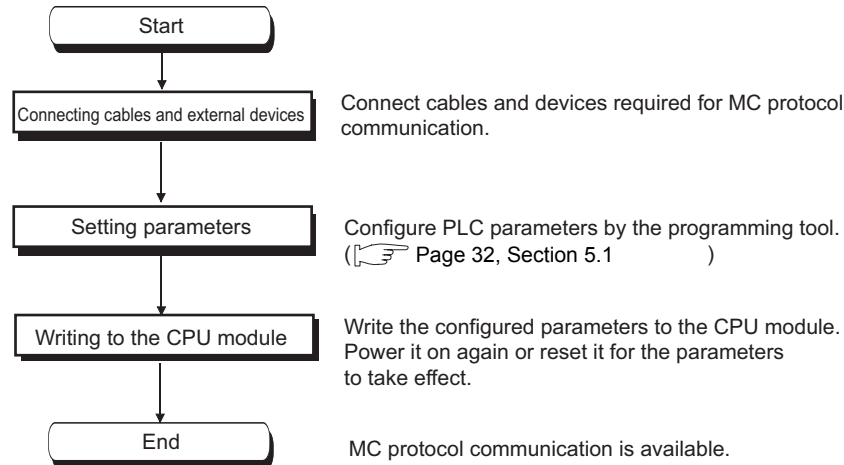 Start
Connecting cables and external devices
Connect cables and devices required for MC protocol
communication.
Setting parameters
Configure PLC parameters by the programming tool.
( Page 32, Section 5.1 )
Writing to the CPU module
Write the configured parameters to the CPU module.
Power it on again or reset it for the parameters
to take effect.
End
MC protocol communication is available.